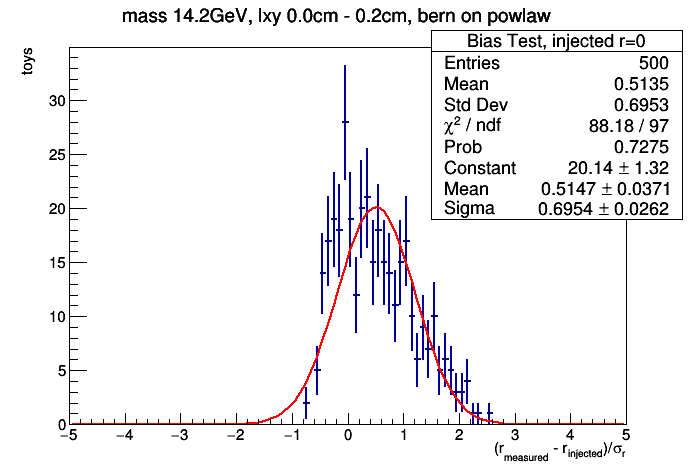 mass 14.2GeV, lxy 0.0cm - 0.2cm, bern on powlaw
Bias Test, injected r=0
Entries 500
Mean 0.5135
Std Dev 0.6953
χ² / ndf 88.18 / 97
Prob 0.7275
Constant 20.14 ± 1.32
Mean 0.5147 ± 0.0371
Sigma 0.6954 ± 0.0262
toys
30
25
20
15
10
5
0
−5 −4 −3 −2 −1 0 1 2 3 4 5
(r_measured - r_injected)/σ_r